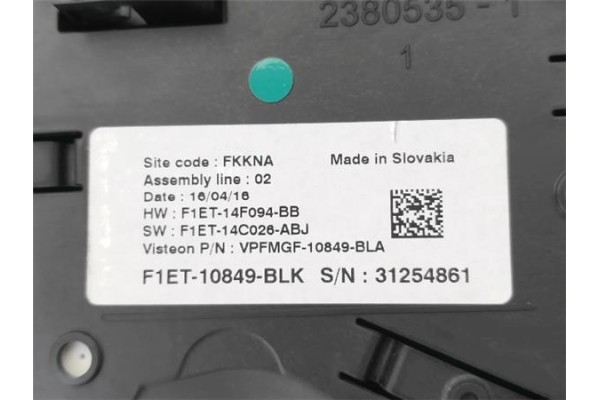 2380535-1
1
Site code : FKKNA
Made in Slovakia
Assembly line : 02
Date : 16/04/16
HW : F1ET-14F094-BB
SW : F1ET-14C026-ABJ
Visteon P/N : VPFMGF-10849-BLA
F1ET-10849-BLK S/N : 31254861